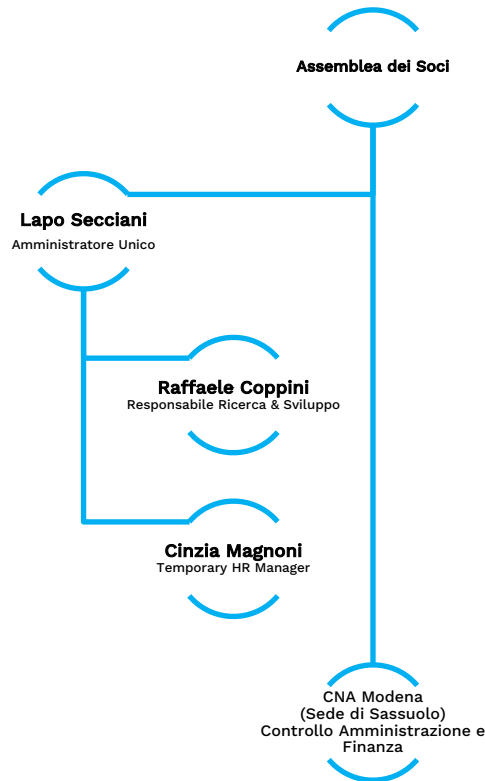 Assemblea dei Soci
Lapo Secciani
Amministratore Unico
Raffaele Coppini
Responsabile Ricerca & Sviluppo
Cinzia Magnoni
Temporary HR Manager
CNA Modena
(Sede di Sassuolo)
Controllo Amministrazione e
Finanza